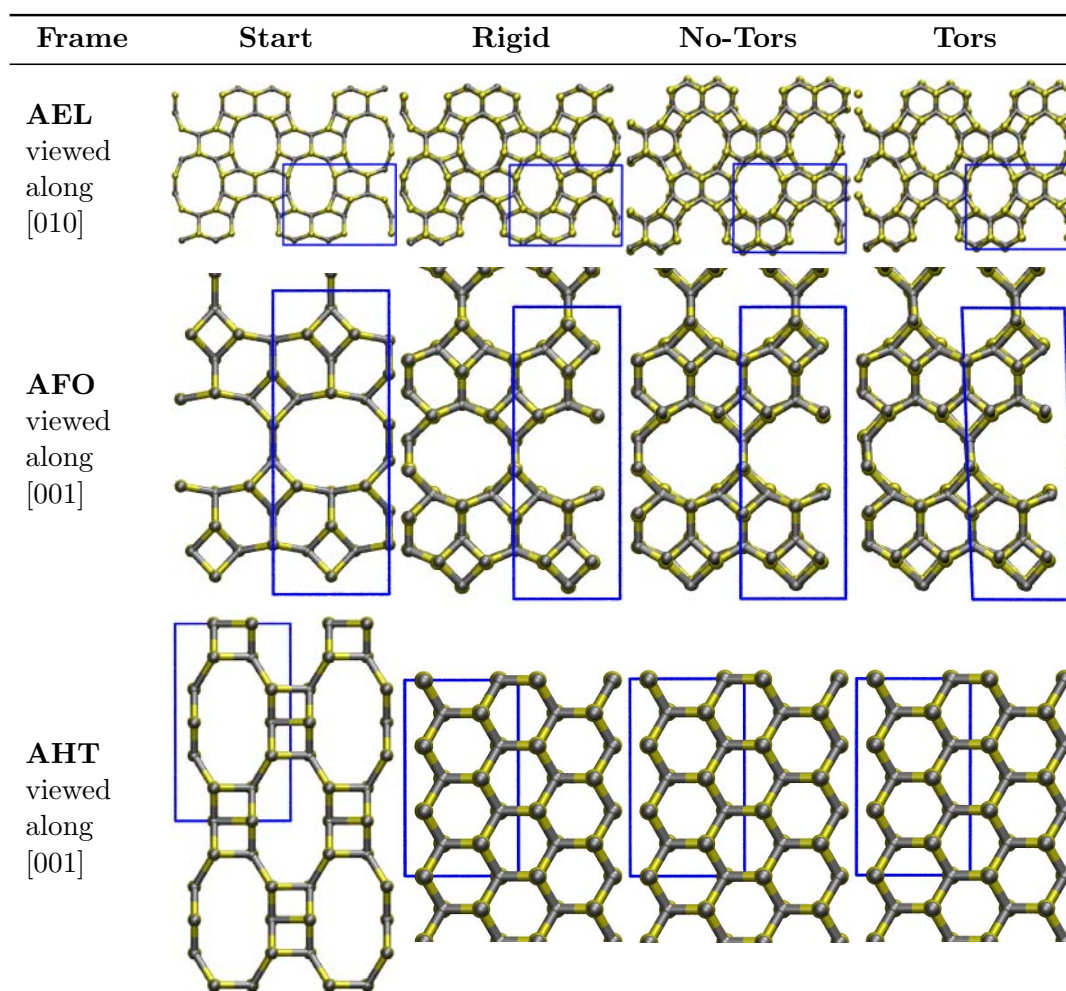 Frame Start Rigid No-Tors Tors
AEL
viewed
along
[010]
AFO
viewed
along
[001]
AHT
viewed
along
[001]